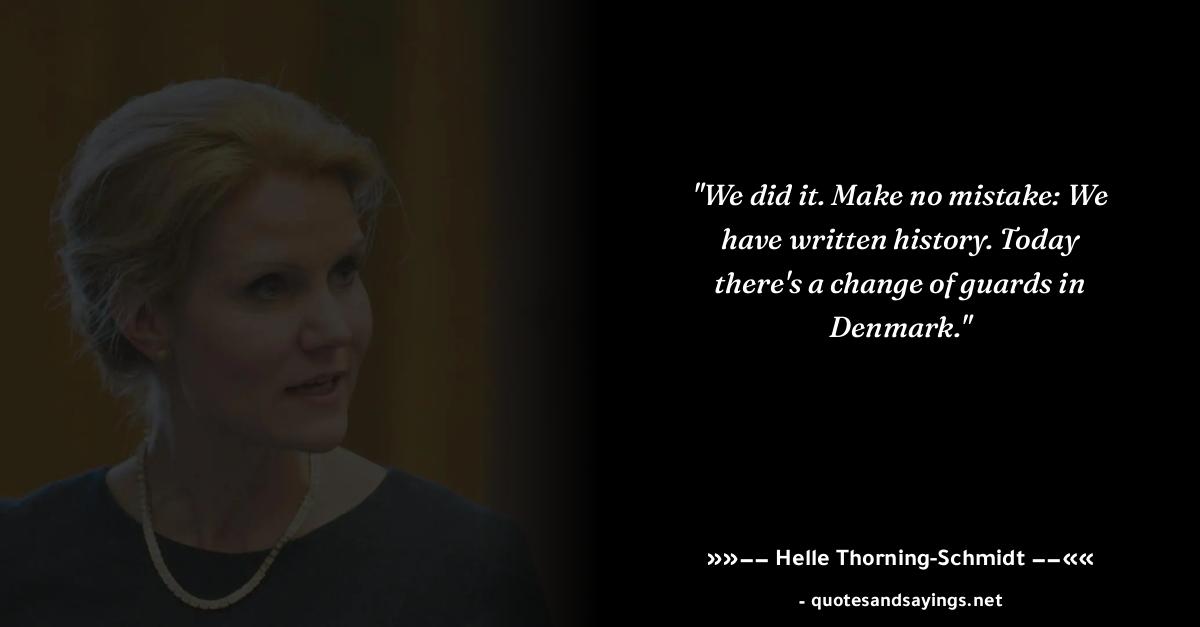 "We did it. Make no mistake: We
have written history. Today
there's a change of guards in
Denmark."
»»−− Helle Thorning-Schmidt −−««
- quotesandsayings.net